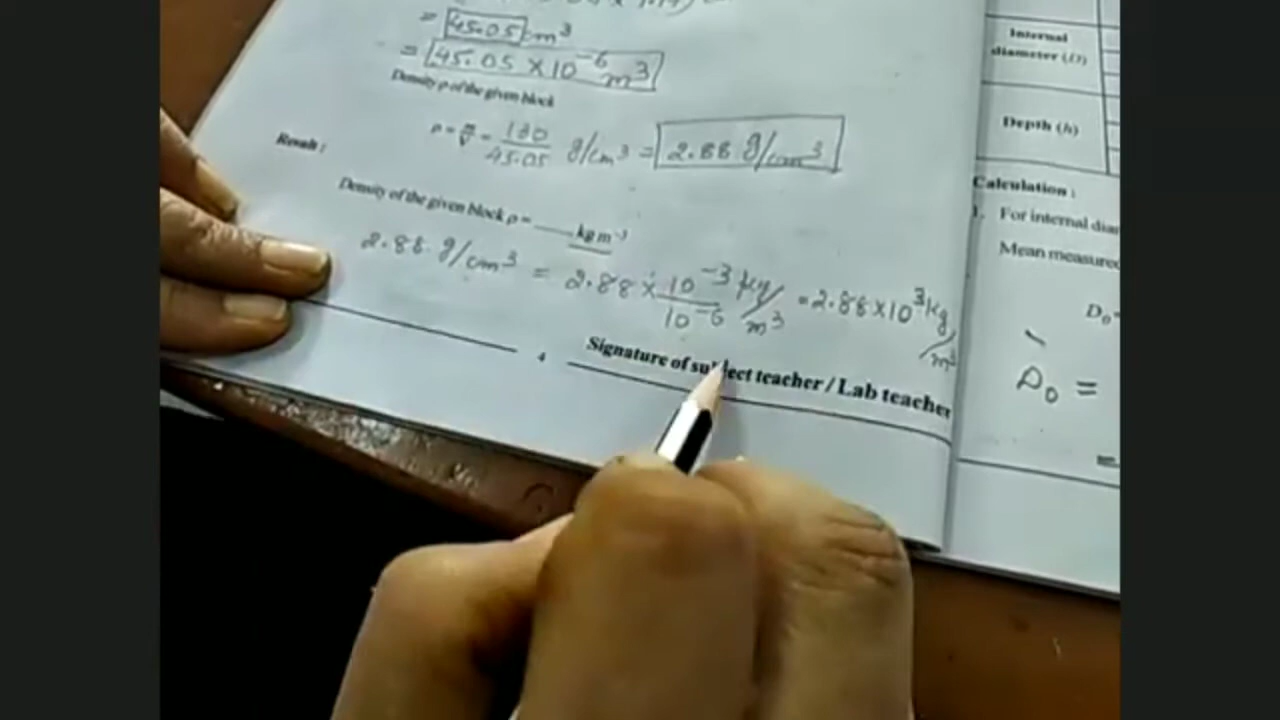 = 45.05 cm³
= 45.05 × 10⁻⁶ m³
Density ρ of the given block
ρ = m/V = 130/45.05 g/cm³ = 2.88 g/cm³
Result :
Density of the given block ρ = ____ kg m⁻³
2.88 g/cm³ = 2.88 × 10⁻³ kg/10⁻⁶ m³ = 2.88 × 10³ kg/m³
Signature of subject teacher / Lab teacher
4
Internal
diameter (D)
Depth (h)
Calculation :
1. For internal dia
Mean measured
D₀ =
D₀ =
=